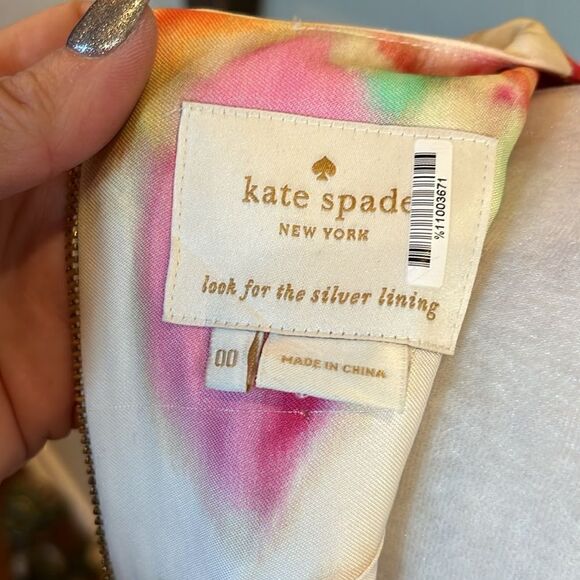 kate spade
NEW YORK
look for the silver lining
%11003671
00
MADE IN CHINA